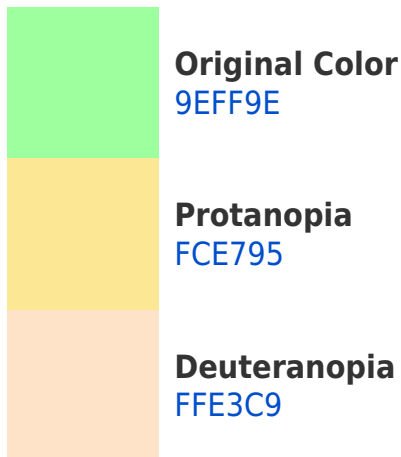 Original Color
9EFF9E
Protanopia
FCE795
Deuteranopia
FFE3C9